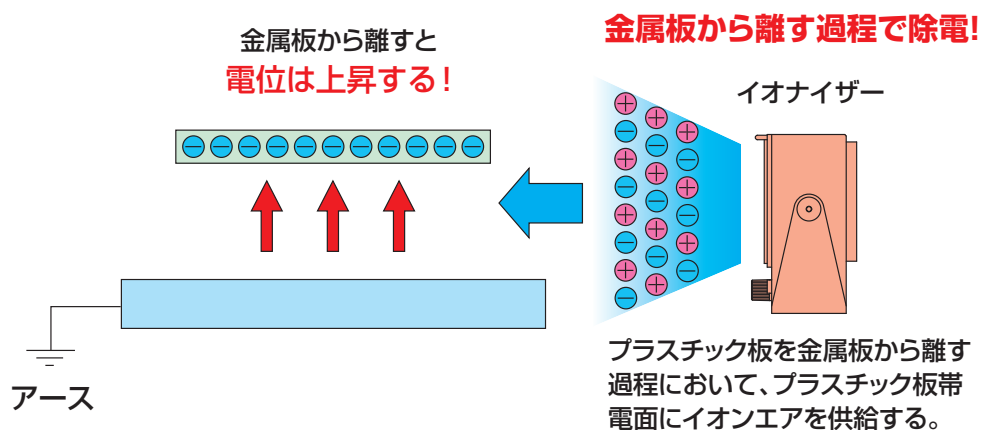 金属板から離すと
電位は上昇する！
金属板から離す過程で除電!
イオナイザー
アース
プラスチック板を金属板から離す
過程において、プラスチック板帯
電面にイオンエアを供給する。